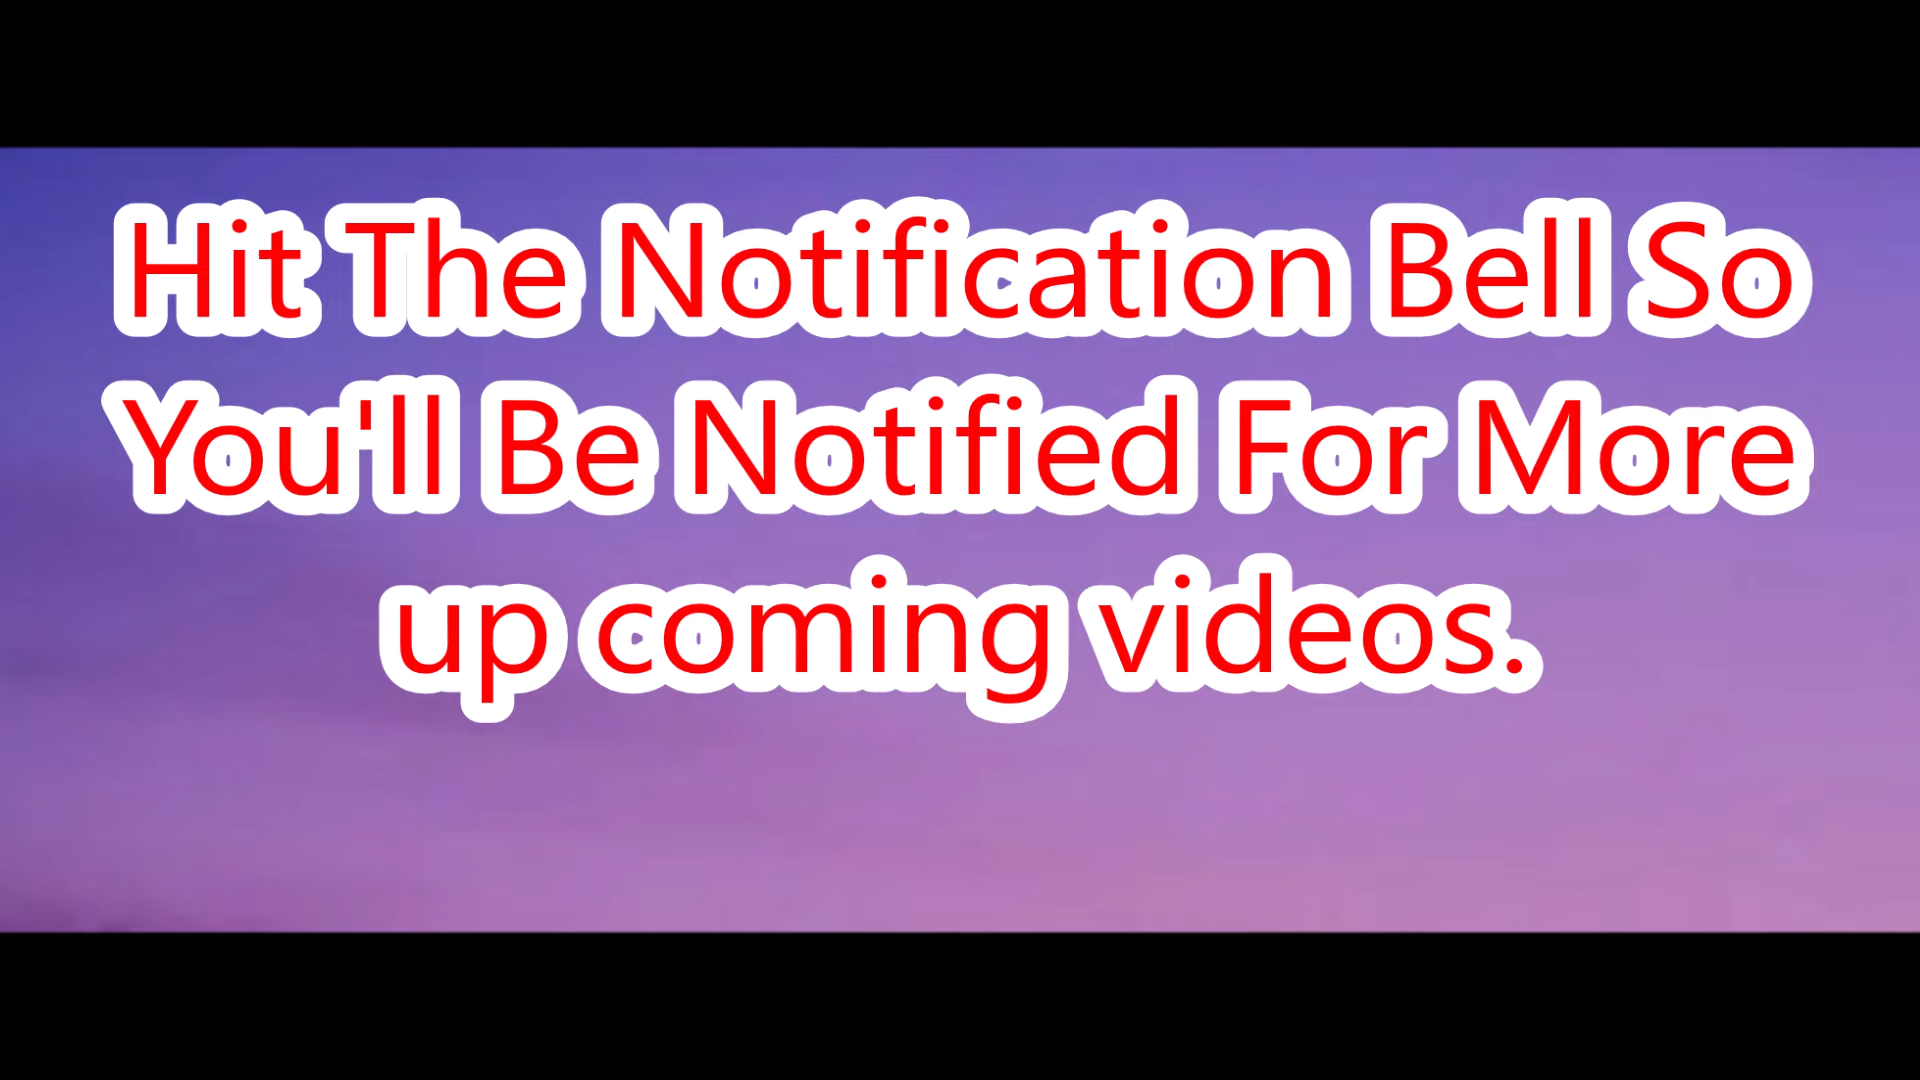 Hit The Notification Bell So
You'll Be Notified For More
up coming videos.